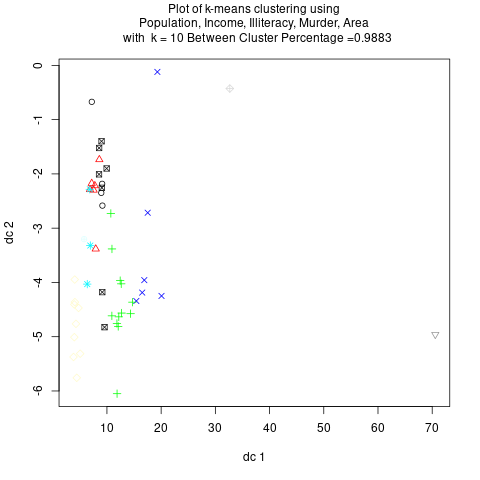 Plot of k-means clustering using
Population, Income, Illiteracy, Murder, Area
with k = 10 Between Cluster Percentage =0.9883
0
-1
-2
-3
-4
-5
-6
dc 2
10 20 30 40 50 60 70
dc 1